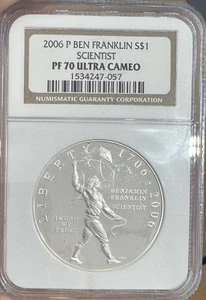 2006 P BEN FRANKLIN S$1
SCIENTIST
PF 70 ULTRA CAMEO
1534247-057
NUMISMATIC GUARANTY CORPORATION
LIBERTY 1706-2006
BENJAMIN
FRANKLIN
SCIENTIST
IN GOD
WE TRUST